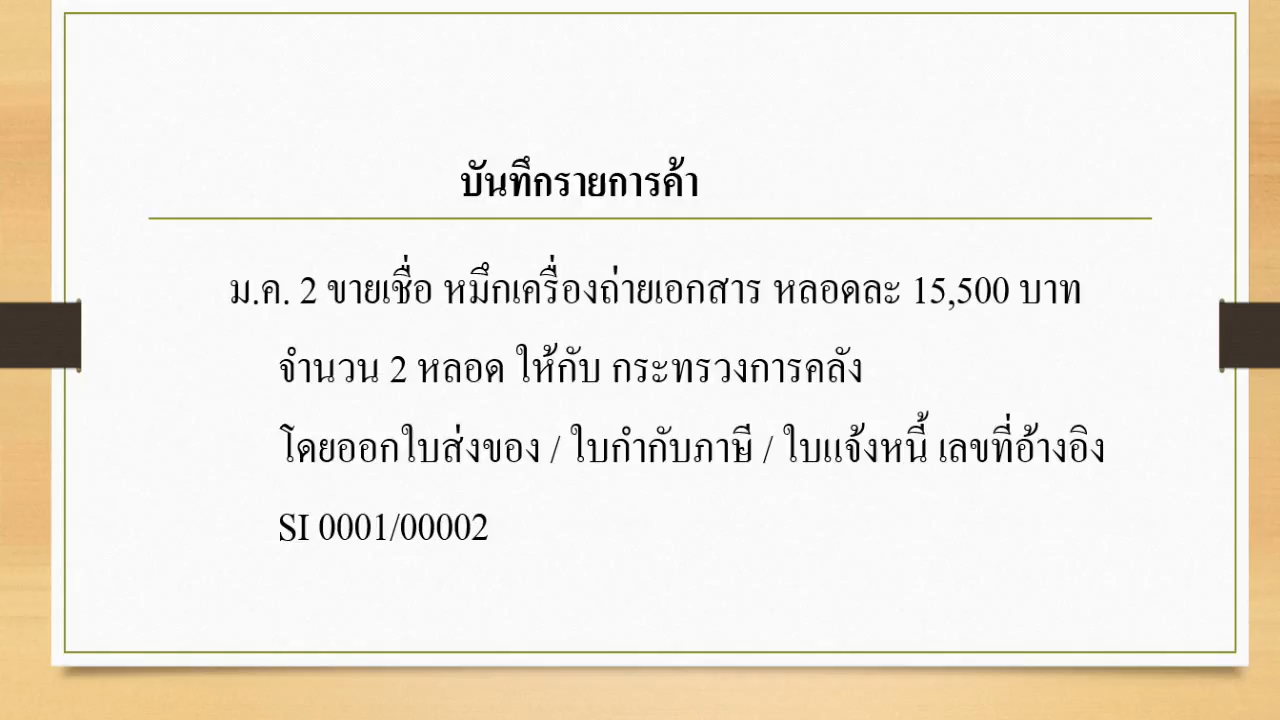 บันทึกรายการค้า
ม.ค. 2 ขายเชื่อ หมึกเครื่องถ่ายเอกสาร หลอดละ 15,500 บาท
จำนวน 2 หลอด ให้กับ กระทรวงการคลัง
โดยออกใบส่งของ / ใบกำกับภาษี / ใบแจ้งหนี้ เลขที่อ้างอิง
SI 0001/00002